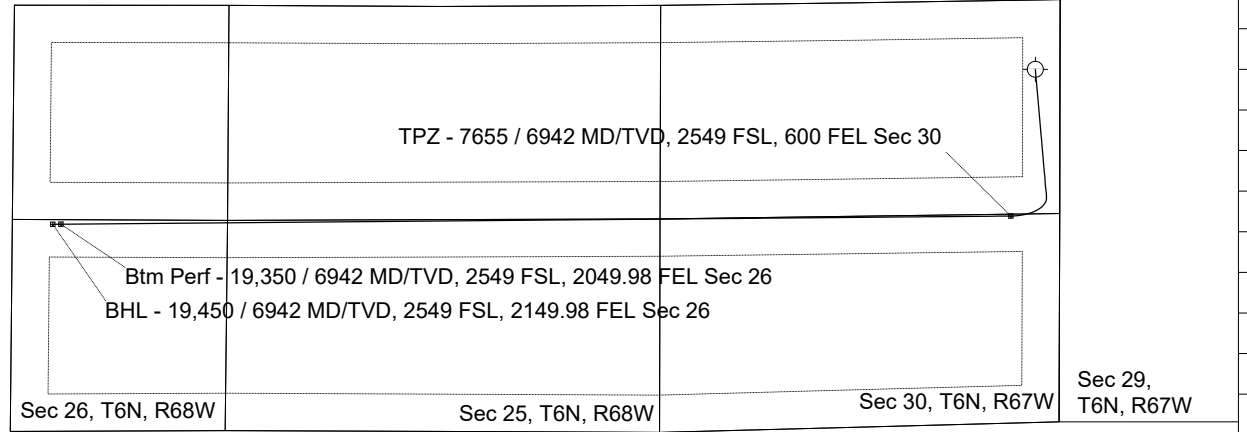 TPZ - 7655 / 6942 MD/TVD, 2549 FSL, 600 FEL Sec 30
Btm Perf - 19,350 / 6942 MD/TVD, 2549 FSL, 2049.98 FEL Sec 26
BHL - 19,450 / 6942 MD/TVD, 2549 FSL, 2149.98 FEL Sec 26
Sec 26, T6N, R68W
Sec 25, T6N, R68W
Sec 30, T6N, R67W
Sec 29,
T6N, R67W